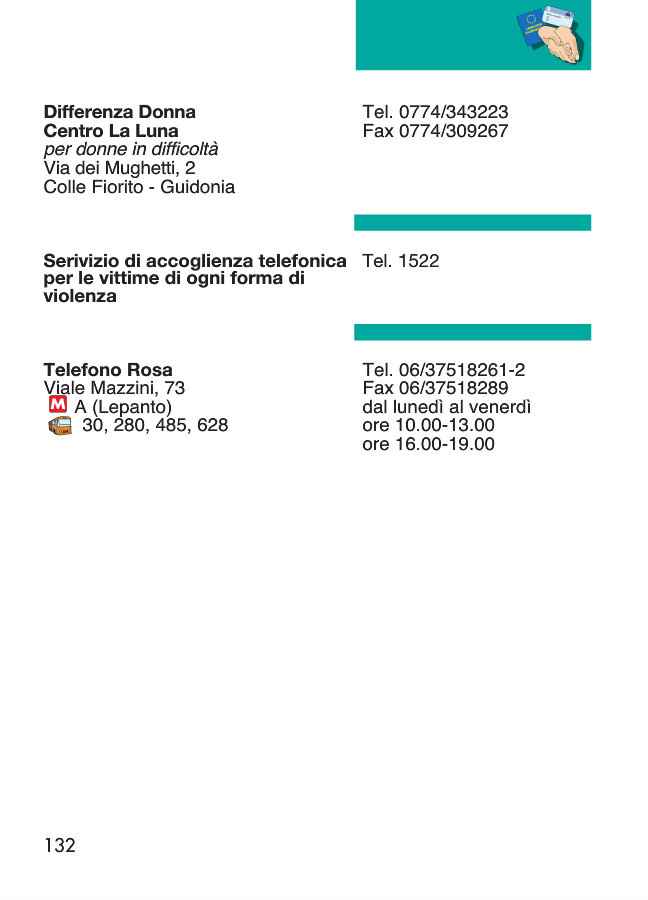 Differenza Donna
Centro La Luna
per donne in difficoltà
Via dei Mughetti, 2
Colle Fiorito - Guidonia
Tel. 0774/343223
Fax 0774/309267
Serivizio di accoglienza telefonica
per le vittime di ogni forma di
violenza
Tel. 1522
Telefono Rosa
Viale Mazzini, 73
M A (Lepanto)
30, 280, 485, 628
Tel. 06/37518261-2
Fax 06/37518289
dal lunedì al venerdì
ore 10.00-13.00
ore 16.00-19.00
132